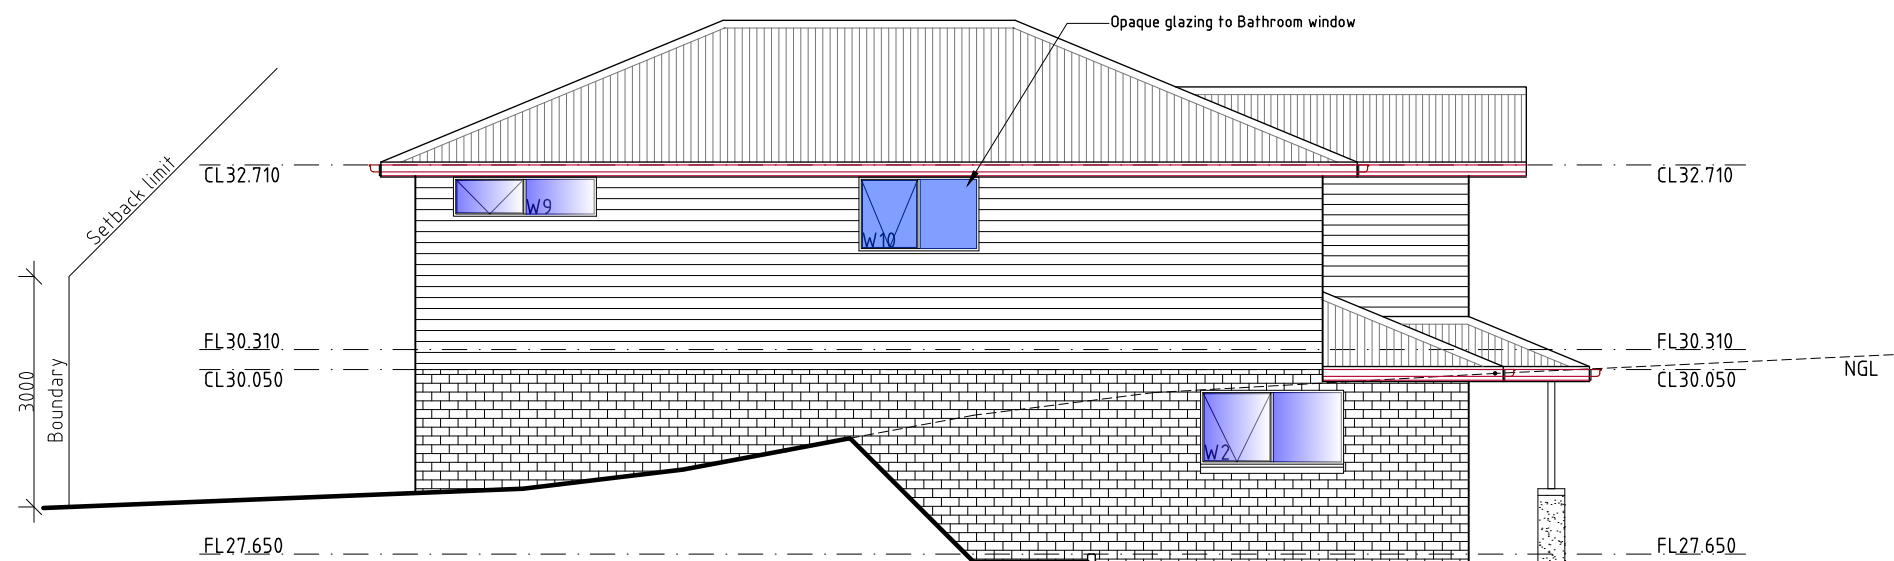 Opaque glazing to Bathroom window
Setback limit
CL32.710
CL32.710
W9
W10
FL30.310
FL30.310
CL30.050
CL30.050
NGL
3000
Boundary
W2
FL27.650
FL27.650